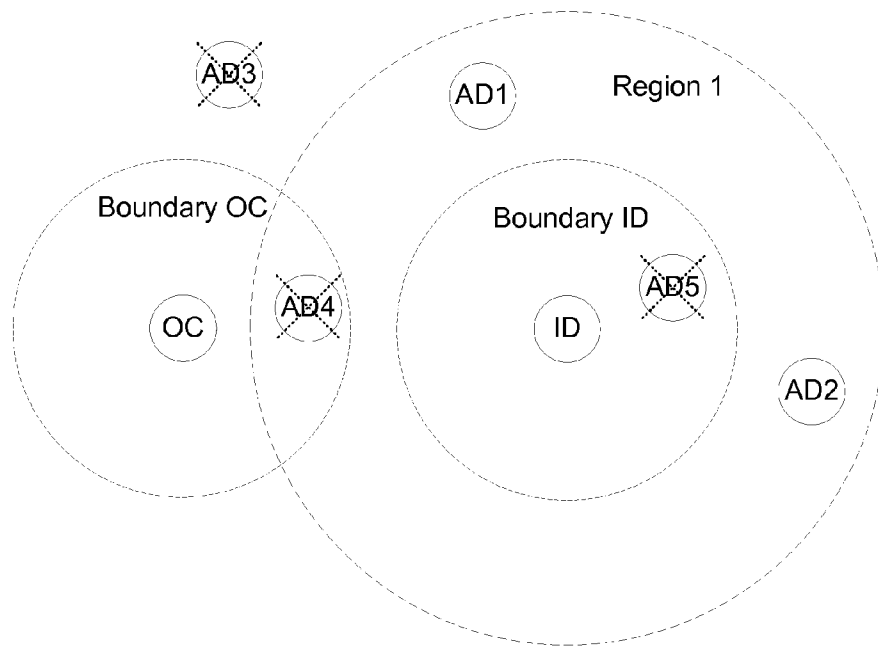 AD3
AD1
Region 1
Boundary OC
Boundary ID
AD4
AD5
OC
ID
AD2